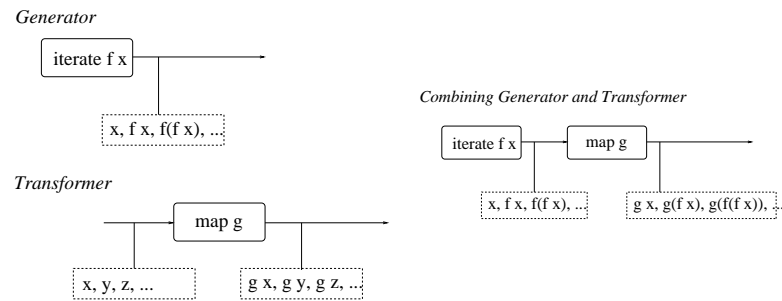 Generator
iterate f x
x, f x, f(f x), ...
Transformer
map g
x, y, z, ...
g x, g y, g z, ...
Combining Generator and Transformer
iterate f x
map g
x, f x, f(f x), ...
g x, g(f x), g(f(f x)), ...